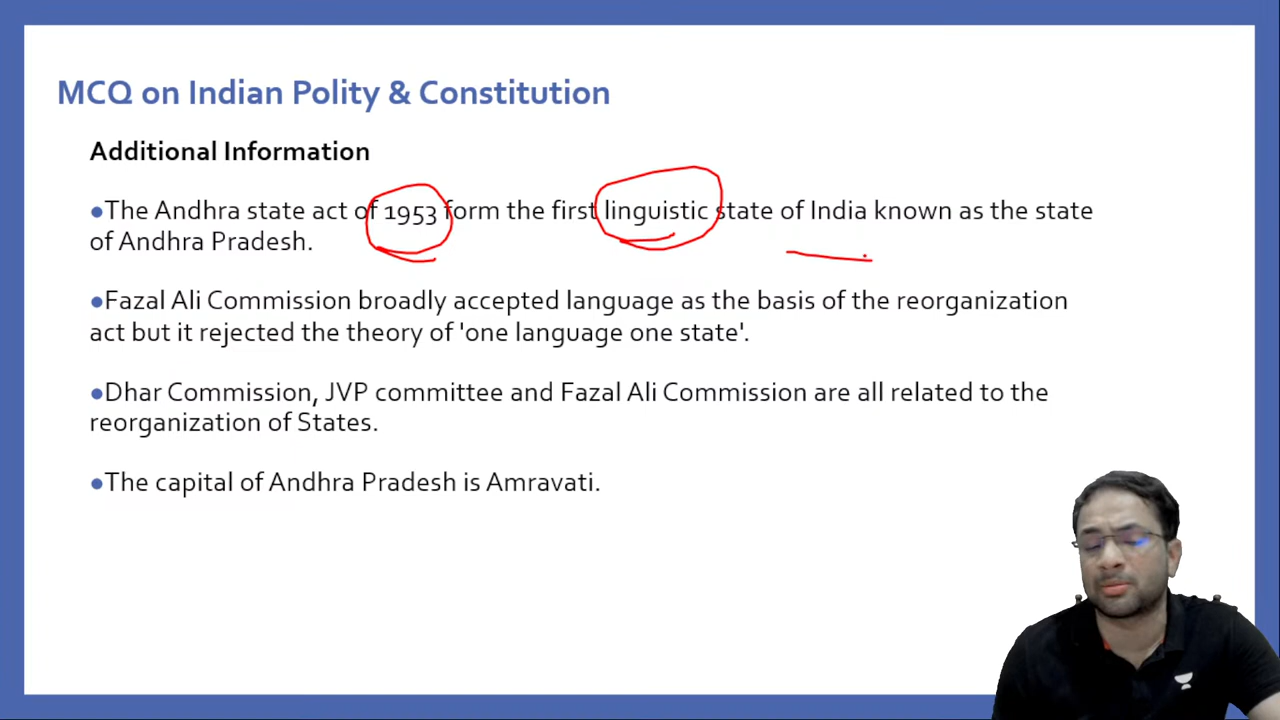 MCQ on Indian Polity & Constitution
Additional Information
●The Andhra state act of 1953 form the first linguistic state of India known as the state
of Andhra Pradesh.
●Fazal Ali Commission broadly accepted language as the basis of the reorganization
act but it rejected the theory of 'one language one state'.
●Dhar Commission, JVP committee and Fazal Ali Commission are all related to the
reorganization of States.
●The capital of Andhra Pradesh is Amravati.